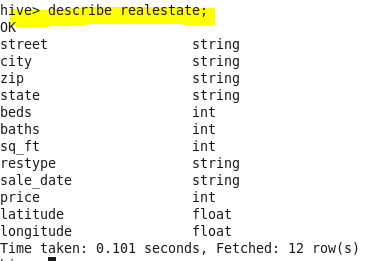 hive> describe realestate;
OK
street string
city string
zip string
state string
beds int
baths int
sq_ft int
restype string
sale_date string
price int
latitude float
longitude float
Time taken: 0.101 seconds, Fetched: 12 row(s)